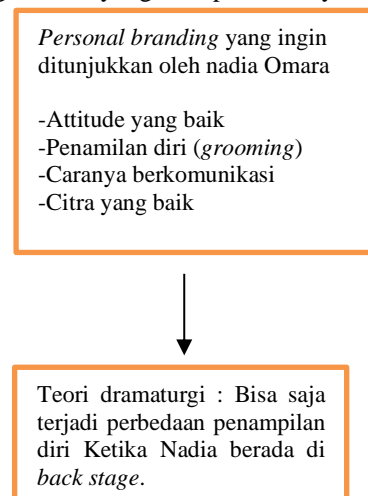 Personal branding yang ingin
ditunjukkan oleh nadia Omara
-Attitude yang baik
-Penamilan diri (grooming)
-Caranya berkomunikasi
-Citra yang baik
Teori dramaturgi : Bisa saja
terjadi perbedaan penampilan
diri Ketika Nadia berada di
back stage.